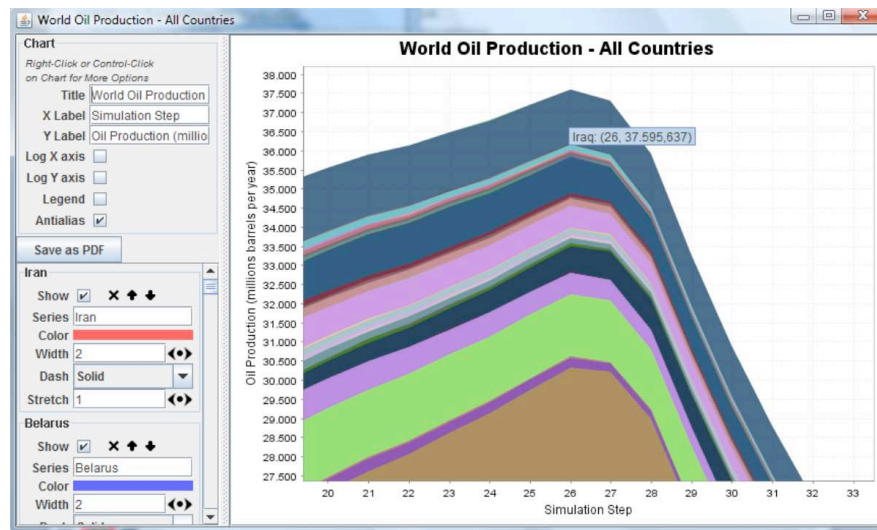 World Oil Production - All Countries
Chart
Right-Click or Control-Click
on Chart for More Options
Title World Oil Production
X Label Simulation Step
Y Label Oil Production (millio
Log X axis
Log Y axis
Legend
Antialias
Save as PDF
Iran
Show
Series Iran
Color
Width 2
Dash Solid
Stretch 1
Belarus
Show
Series Belarus
Color
Width 2
World Oil Production - All Countries
Oil Production (millions barrels per year)
38.000
37.500
37.000
36.500
36.000
35.500
35.000
34.500
34.000
33.500
33.000
32.500
32.000
31.500
31.000
30.500
30.000
29.500
29.000
28.500
28.000
27.500
Iraq: (26, 37.595,637)
20 21 22 23 24 25 26 27 28 29 30 31 32 33
Simulation Step